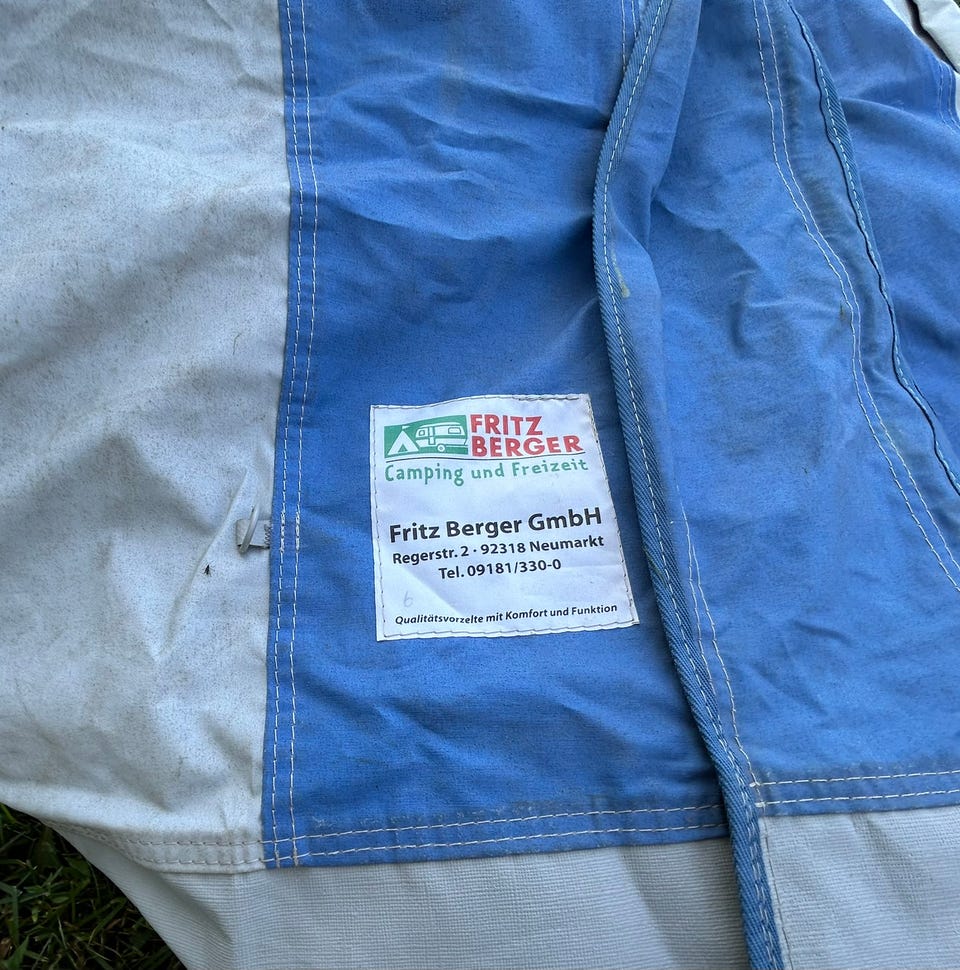 FRITZ
BERGER
Camping und Freizeit
Fritz Berger GmbH
Regerstr. 2 · 92318 Neumarkt
Tel. 09181/330-0
6
Qualitätsvorzelte mit Komfort und Funktion